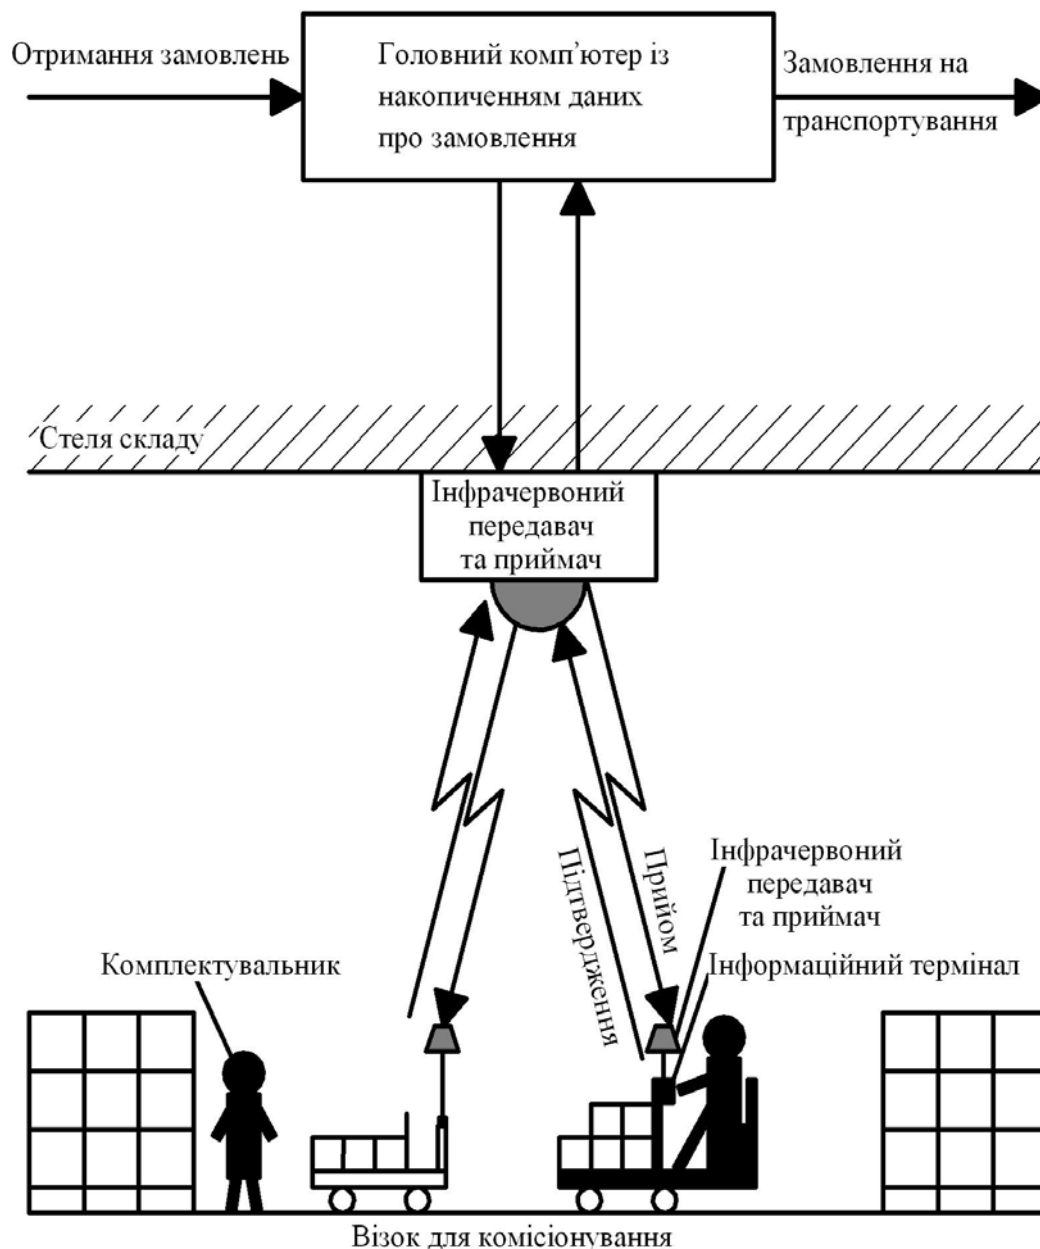 Отримання замовлень
Головний комп’ютер із
накопиченням даних
про замовлення
Замовлення на
транспортування
Стеля складу
Інфрачервоний
передавач
та приймач
Підтвердження
Прийом
Інфрачервоний
передавач
та приймач
Комплектувальник
Інформаційний термінал
Візок для комісіонування